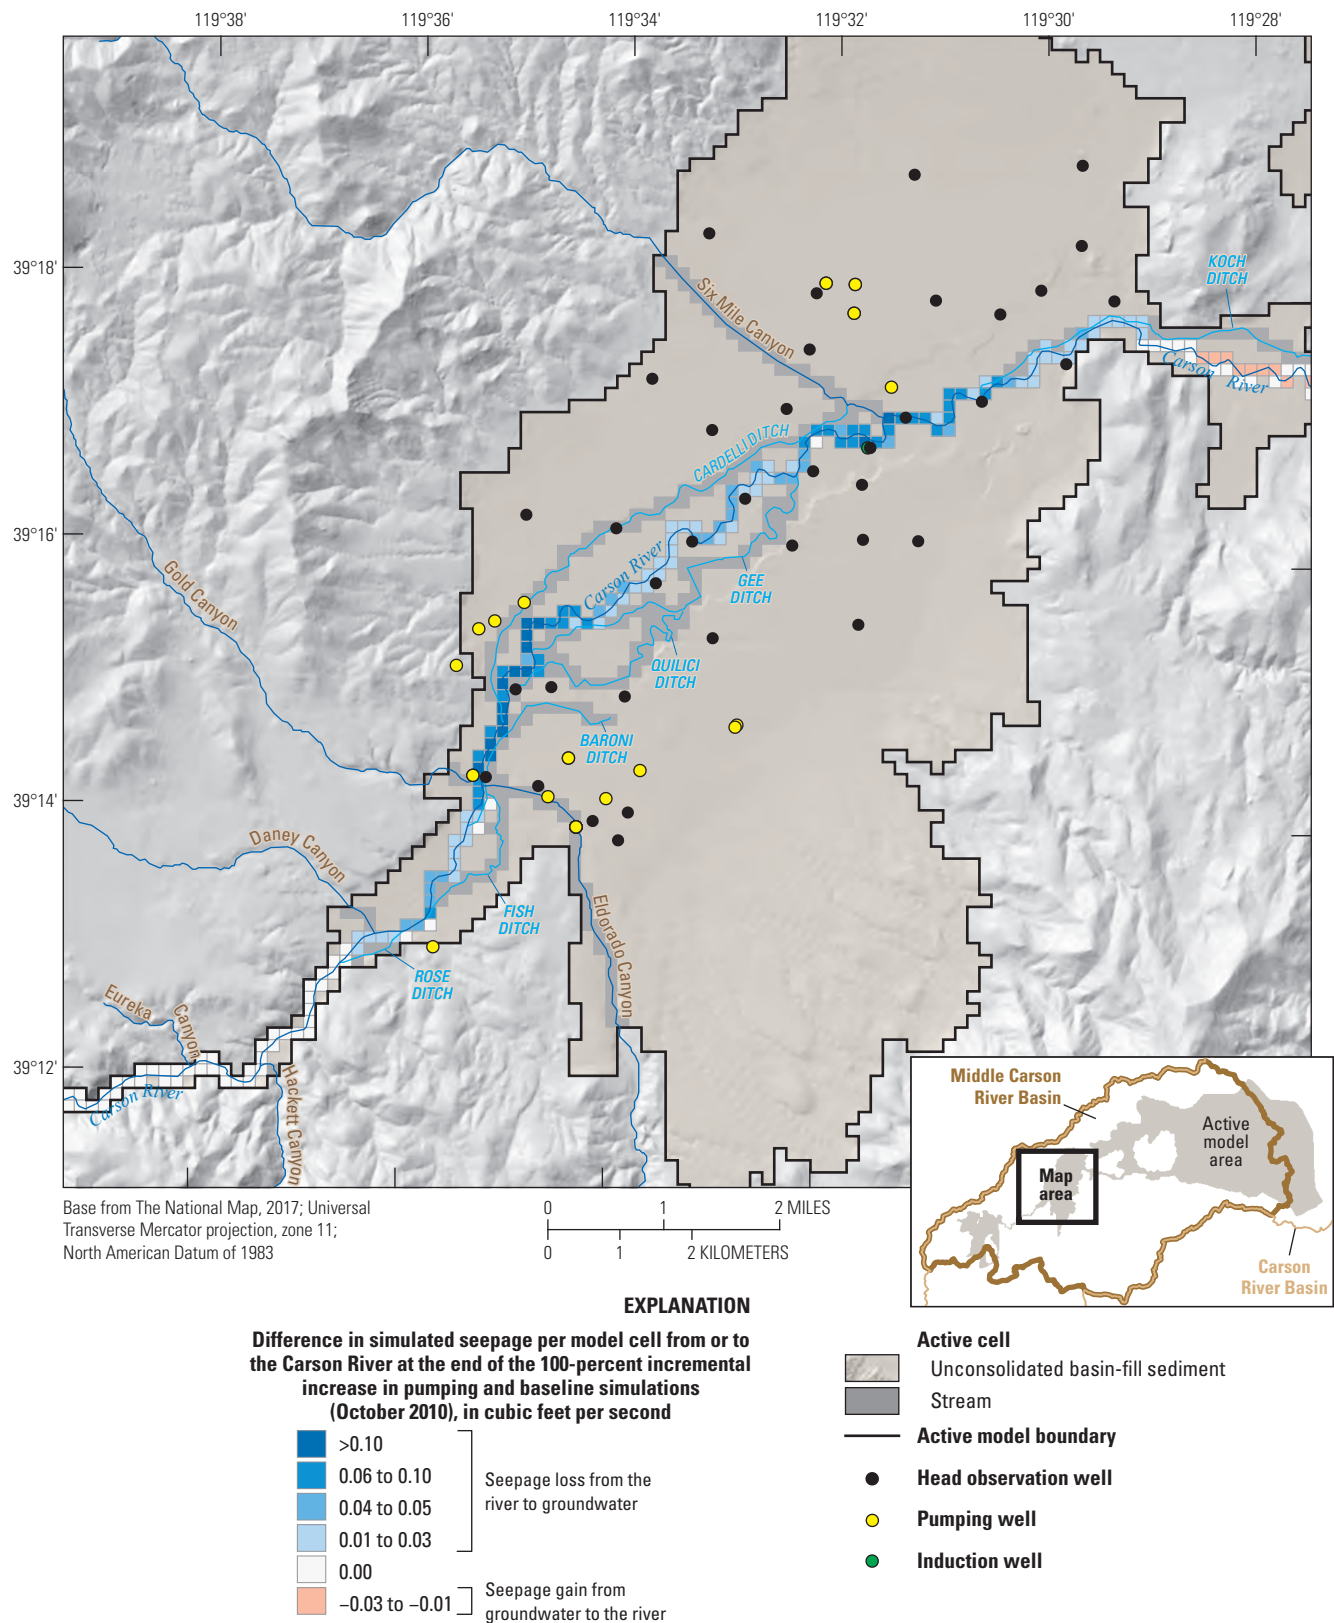 119°38'
119°36'
119°34'
119°32'
119°30'
119°28'
39°18'
39°16'
39°14'
39°12'
KOCH
DITCH
Six Mile Canyon
Carson River
CARDELLI DITCH
Gold Canyon
Carson River
GEE
DITCH
QUILICI
DITCH
BARONI
DITCH
Daney Canyon
FISH
DITCH
Eldorado Canyon
ROSE
DITCH
Eureka
Canyon
Carson River
Hackett Canyon
Middle Carson
River Basin
Active
model
area
Map
area
Carson
River Basin
Base from The National Map, 2017; Universal
Transverse Mercator projection, zone 11;
North American Datum of 1983
0 1 2 MILES
0 1 2 KILOMETERS
EXPLANATION
Difference in simulated seepage per model cell from or to
the Carson River at the end of the 100-percent incremental
increase in pumping and baseline simulations
(October 2010), in cubic feet per second
>0.10
0.06 to 0.10
0.04 to 0.05
0.01 to 0.03
Seepage loss from the
river to groundwater
0.00
−0.03 to −0.01
Seepage gain from
groundwater to the river
Active cell
Unconsolidated basin-fill sediment
Stream
Active model boundary
Head observation well
Pumping well
Induction well